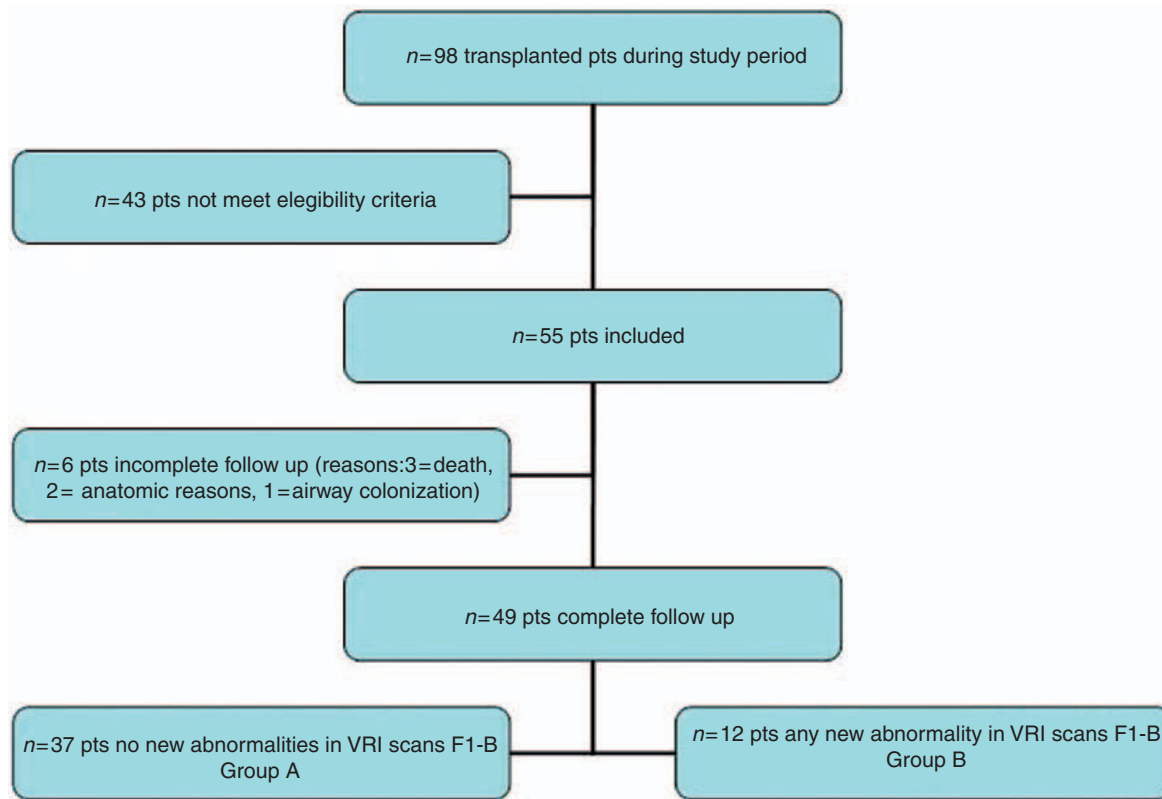 n=98 transplanted pts during study period
n=43 pts not meet elegibility criteria
n=55 pts included
n=6 pts incomplete follow up (reasons:3=death,
2= anatomic reasons, 1=airway colonization)
n=49 pts complete follow up
n=37 pts no new abnormalities in VRI scans F1-B
Group A
n=12 pts any new abnormality in VRI scans F1-B
Group B